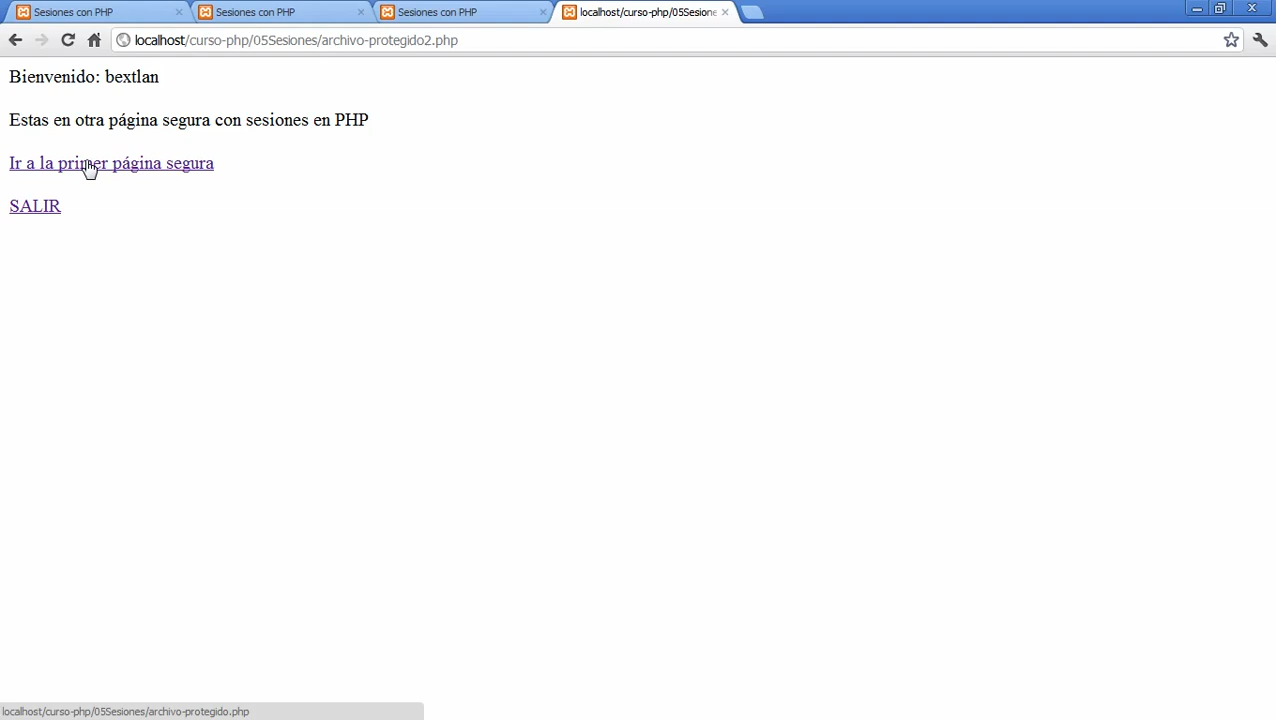 Sesiones con PHP
Sesiones con PHP
Sesiones con PHP
localhost/curso-php/05Sesione
localhost/curso-php/05Sesiones/archivo-protegido2.php
Bienvenido: bextlan
Estas en otra página segura con sesiones en PHP
Ir a la primer página segura
SALIR
localhost/curso-php/05Sesiones/archivo-protegido.php